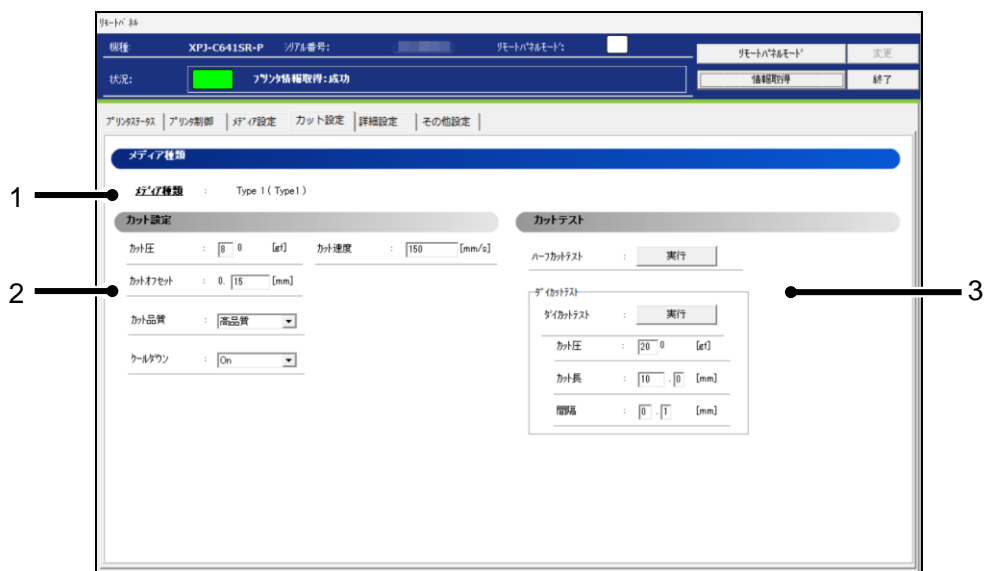 ﾘﾓｰﾄﾊﾟﾈﾙ
機種: XPJ-C641SR-P ｼﾘｱﾙ番号: ﾘﾓｰﾄﾊﾟﾈﾙﾓｰﾄﾞ:
ﾘﾓｰﾄﾊﾟﾈﾙﾓｰﾄﾞ 変更
状況: ﾌﾟﾘﾝﾀ情報取得:成功
情報取得 終了
ﾌﾟﾘﾝﾀｽﾃｰﾀｽ ﾌﾟﾘﾝﾀ制御 ﾒﾃﾞｨｱ設定 カット設定 詳細設定 その他設定
メディア種類
1
ﾒﾃﾞｨｱ種類 : Type 1 ( Type1 )
カット設定
ｶｯﾄ圧 : 8 0 [gf] ｶｯﾄ速度 : 150 [mm/s]
2
ｶｯﾄｵﾌｾｯﾄ : 0. 15 [mm]
ｶｯﾄ品質 : 高品質
ｸｰﾙﾀﾞｳﾝ : On
カットテスト
ﾊｰﾌｶｯﾄﾃｽﾄ : 実行
3
ﾀﾞｲｶｯﾄﾃｽﾄ
ﾀﾞｲｶｯﾄﾃｽﾄ : 実行
ｶｯﾄ圧 : 20 0 [gf]
ｶｯﾄ長 : 10 . 0 [mm]
間隔 : 0 . 1 [mm]